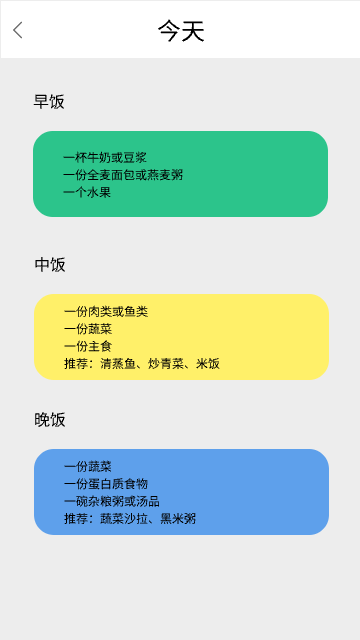 今天
早饭
一杯牛奶或豆浆
一份全麦面包或燕麦粥
一个水果
中饭
一份肉类或鱼类
一份蔬菜
一份主食
推荐：清蒸鱼、炒青菜、米饭
晚饭
一份蔬菜
一份蛋白质食物
一碗杂粮粥或汤品
推荐：蔬菜沙拉、黑米粥